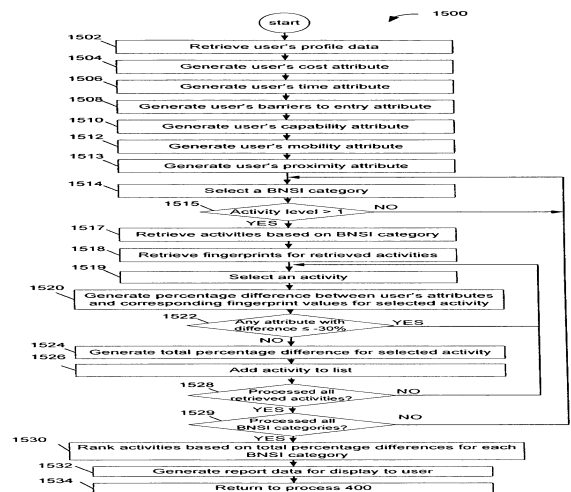 start
1500
1502
Retrieve user's profile data
1504
Generate user's cost attribute
1506
Generate user's time attribute
1508
Generate user's barriers to entry attribute
1510
Generate user's capability attribute
1512
Generate user's mobility attribute
1513
Generate user's proximity attribute
1514
Select a BNSI category
1515
Activity level > 1
NO
YES
1517
Retrieve activities based on BNSI category
1518
Retrieve fingerprints for retrieved activities
1519
Select an activity
1520
Generate percentage difference between user's attributes
and corresponding fingerprint values for selected activity
1522
Any attribute with
difference ≤ -30%
YES
NO
1524
Generate total percentage difference for selected activity
1526
Add activity to list
1528
Processed all
retrieved activities?
NO
YES
1529
Processed all
BNSI categories?
NO
YES
1530
Rank activities based on total percentage differences for each
BNSI category
1532
Generate report data for display to user
1534
Return to process 400